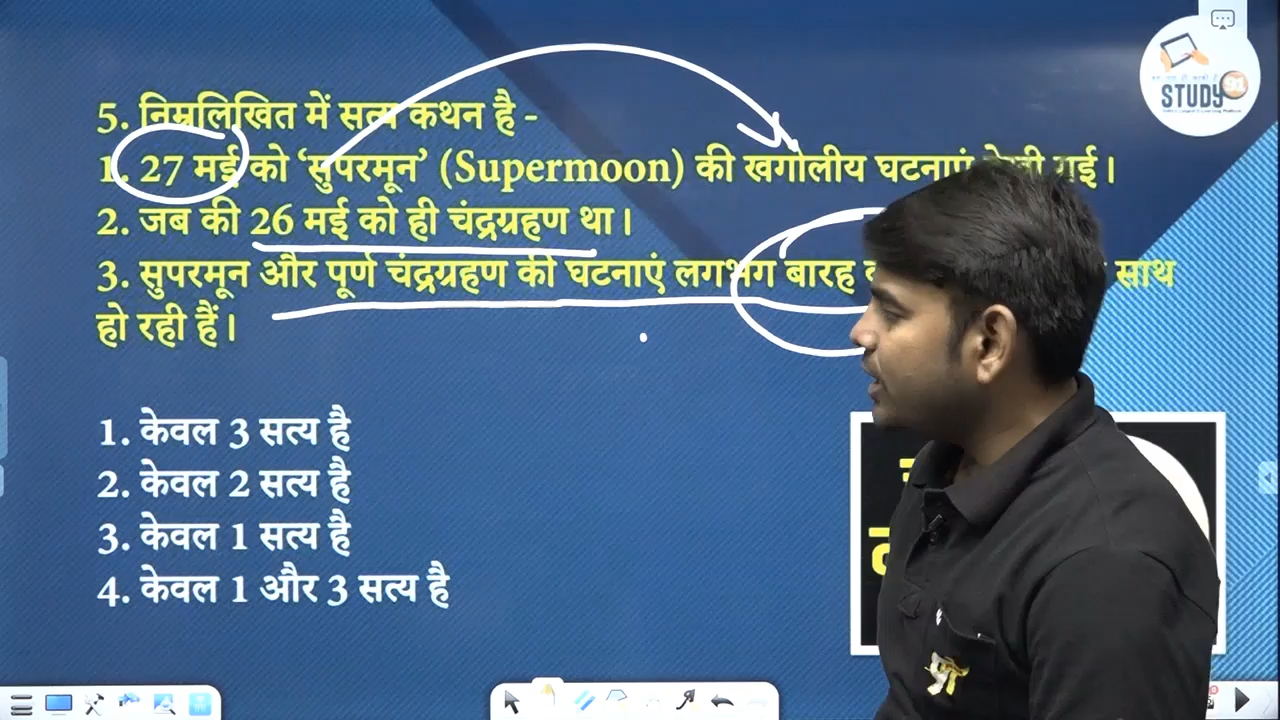 5. निम्नलिखित में सत्य कथन है -
1. 27 मई को ‘सुपरमून’ (Supermoon) की खगोलीय घटनाएं देखी गई।
2. जब की 26 मई को ही चंद्रग्रहण था।
3. सुपरमून और पूर्ण चंद्रग्रहण की घटनाएं लगभग बारह साथ
हो रही हैं।
1. केवल 3 सत्य है
2. केवल 2 सत्य है
3. केवल 1 सत्य है
4. केवल 1 और 3 सत्य है
STUDY 91